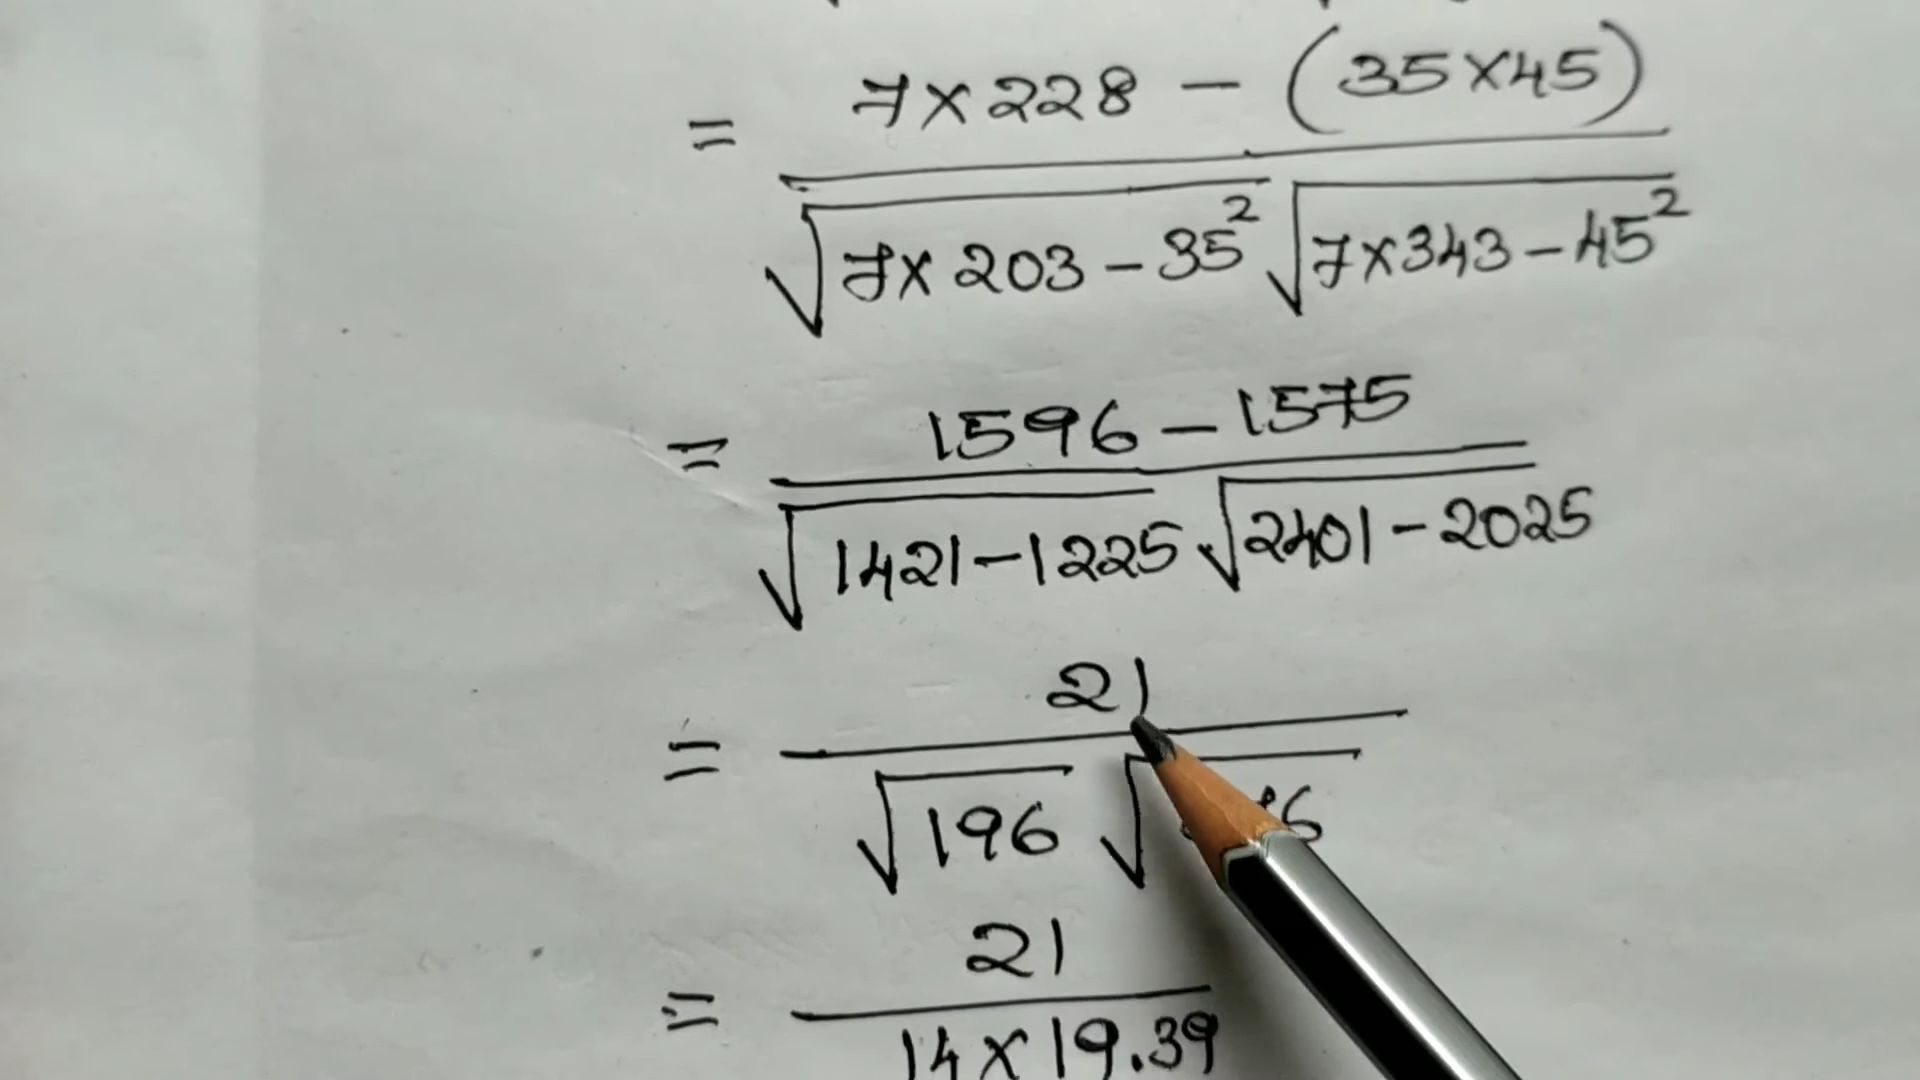 = 7 × 228 − (35 × 45)
√7 × 203 − 35² √7 × 343 − 45²
= 1596 − 1575
√1421 − 1225 √2401 − 2025
= 21
√196 √
= 21
14 × 19.39